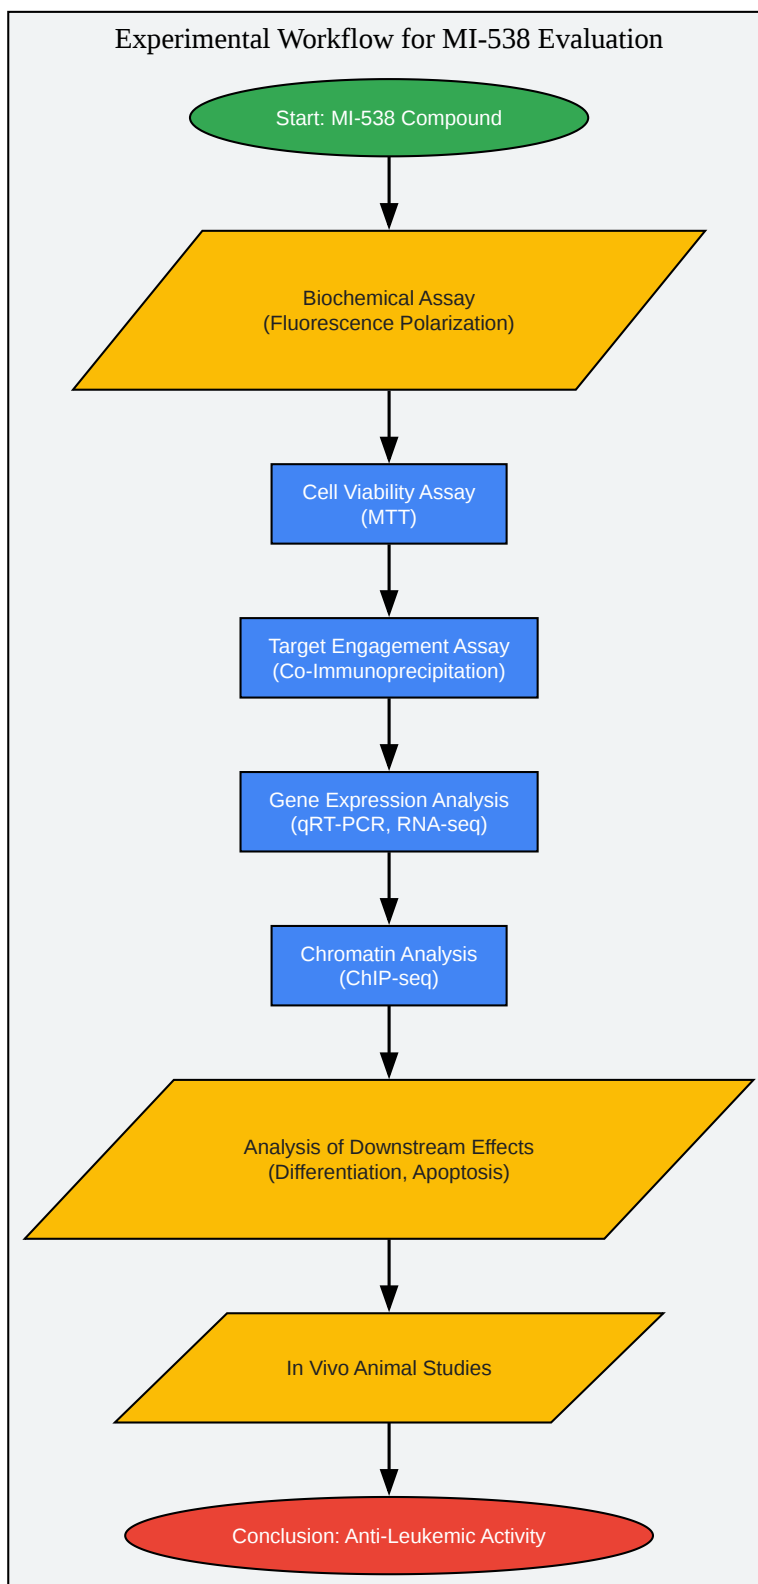 Experimental Workflow for MI-538 Evaluation
Start: MI-538 Compound
Biochemical Assay
(Fluorescence Polarization)
Cell Viability Assay
(MTT)
Target Engagement Assay
(Co-Immunoprecipitation)
Gene Expression Analysis
(qRT-PCR, RNA-seq)
Chromatin Analysis
(ChIP-seq)
Analysis of Downstream Effects
(Differentiation, Apoptosis)
In Vivo Animal Studies
Conclusion: Anti-Leukemic Activity